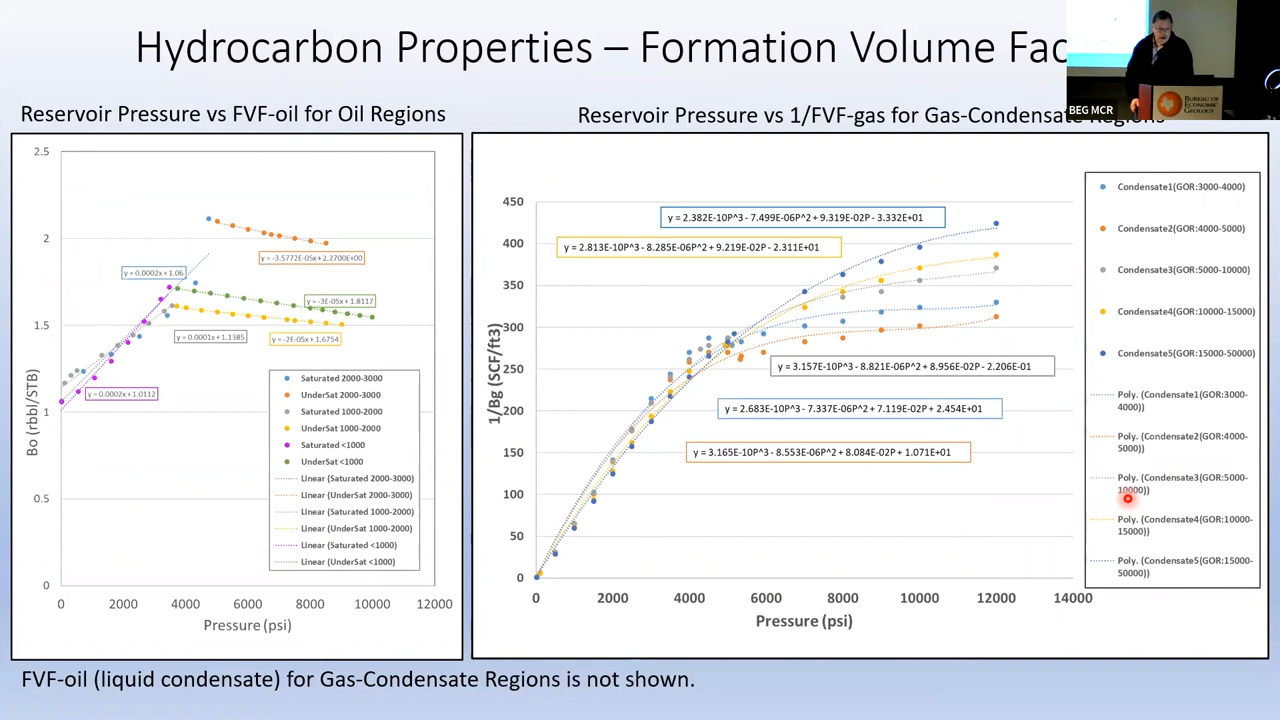 Hydrocarbon Properties – Formation Volume Fac
BEG MCR
BUREAU OF
ECONOMIC
GEOLOGY
Reservoir Pressure vs FVF-oil for Oil Regions
2.5
2
1.5
1
0.5
0
Bo (rbbl/STB)
y = -3.5772E-05x + 2.2700E+00
y = 0.0002x + 1.06
y = -3E-05x + 1.8117
y = 0.0001x + 1.1385
y = -2E-05x + 1.6754
y = 0.0002x + 1.0112
Saturated 2000-3000
UnderSat 2000-3000
Saturated 1000-2000
UnderSat 1000-2000
Saturated <1000
UnderSat <1000
Linear (Saturated 2000-3000)
Linear (UnderSat 2000-3000)
Linear (Saturated 1000-2000)
Linear (UnderSat 1000-2000)
Linear (Saturated <1000)
Linear (UnderSat <1000)
0 2000 4000 6000 8000 10000 12000
Pressure (psi)
Reservoir Pressure vs 1/FVF-gas for Gas-Condensate Regions
450
400
350
300
250
200
150
100
50
0
1/Bg (SCF/ft3)
y = 2.382E-10P^3 - 7.499E-06P^2 + 9.319E-02P - 3.332E+01
y = 2.813E-10P^3 - 8.285E-06P^2 + 9.219E-02P - 2.311E+01
y = 3.157E-10P^3 - 8.821E-06P^2 + 8.956E-02P - 2.206E-01
y = 2.683E-10P^3 - 7.337E-06P^2 + 7.119E-02P + 2.454E+01
y = 3.165E-10P^3 - 8.553E-06P^2 + 8.084E-02P + 1.071E+01
0 2000 4000 6000 8000 10000 12000 14000
Pressure (psi)
Condensate1(GOR:3000-4000)
Condensate2(GOR:4000-5000)
Condensate3(GOR:5000-10000)
Condensate4(GOR:10000-15000)
Condensate5(GOR:15000-50000)
Poly. (Condensate1(GOR:3000-
4000))
Poly. (Condensate2(GOR:4000-
5000))
Poly. (Condensate3(GOR:5000-
10000))
Poly. (Condensate4(GOR:10000-
15000))
Poly. (Condensate5(GOR:15000-
50000))
FVF-oil (liquid condensate) for Gas-Condensate Regions is not shown.